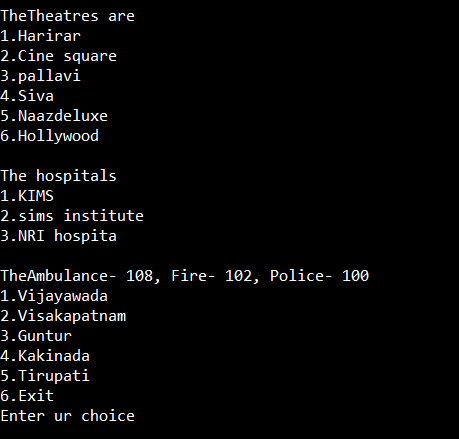 TheTheatres are
1.Harirar
2.Cine square
3.pallavi
4.Siva
5.Naazdeluxe
6.Hollywood
The hospitals
1.KIMS
2.sims institute
3.NRI hospita
TheAmbulance- 108, Fire- 102, Police- 100
1.Vijayawada
2.Visakapatnam
3.Guntur
4.Kakinada
5.Tirupati
6.Exit
Enter ur choice